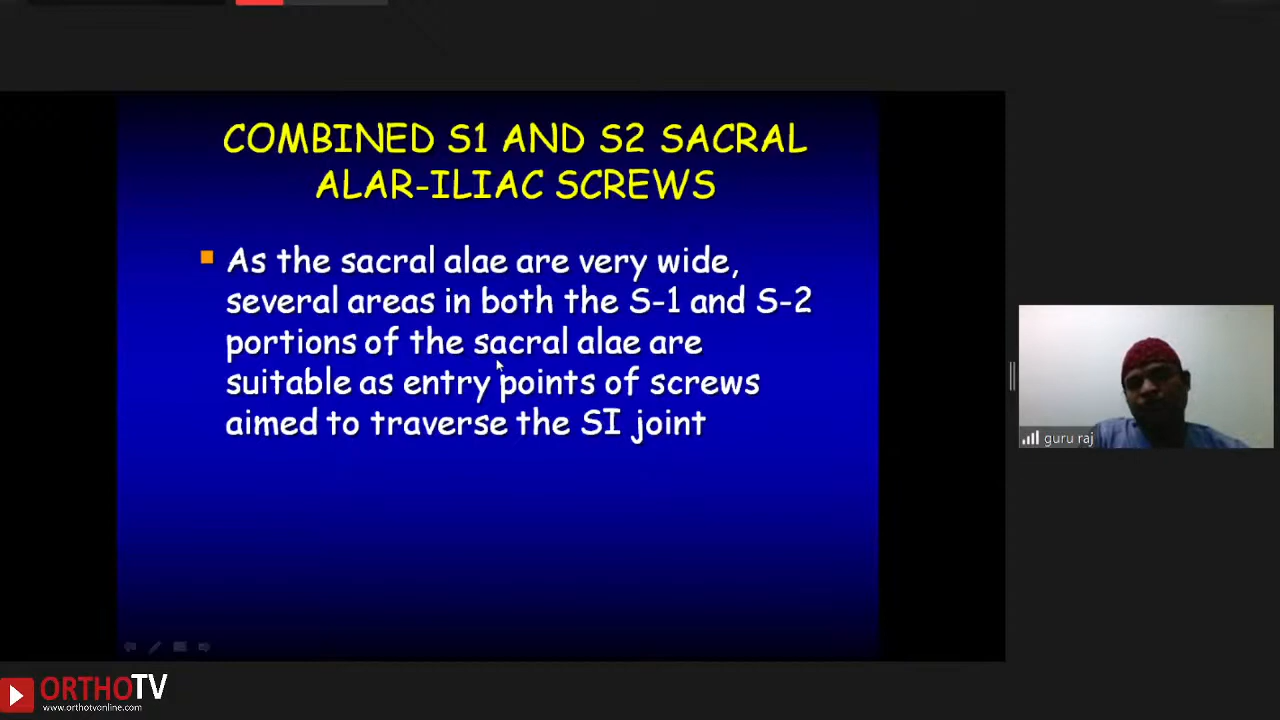 COMBINED S1 AND S2 SACRAL
ALAR-ILIAC SCREWS
As the sacral alae are very wide,
several areas in both the S-1 and S-2
portions of the sacral alae are
suitable as entry points of screws
aimed to traverse the SI joint
guru raj
ORTHOTV
www.orthotvonline.com